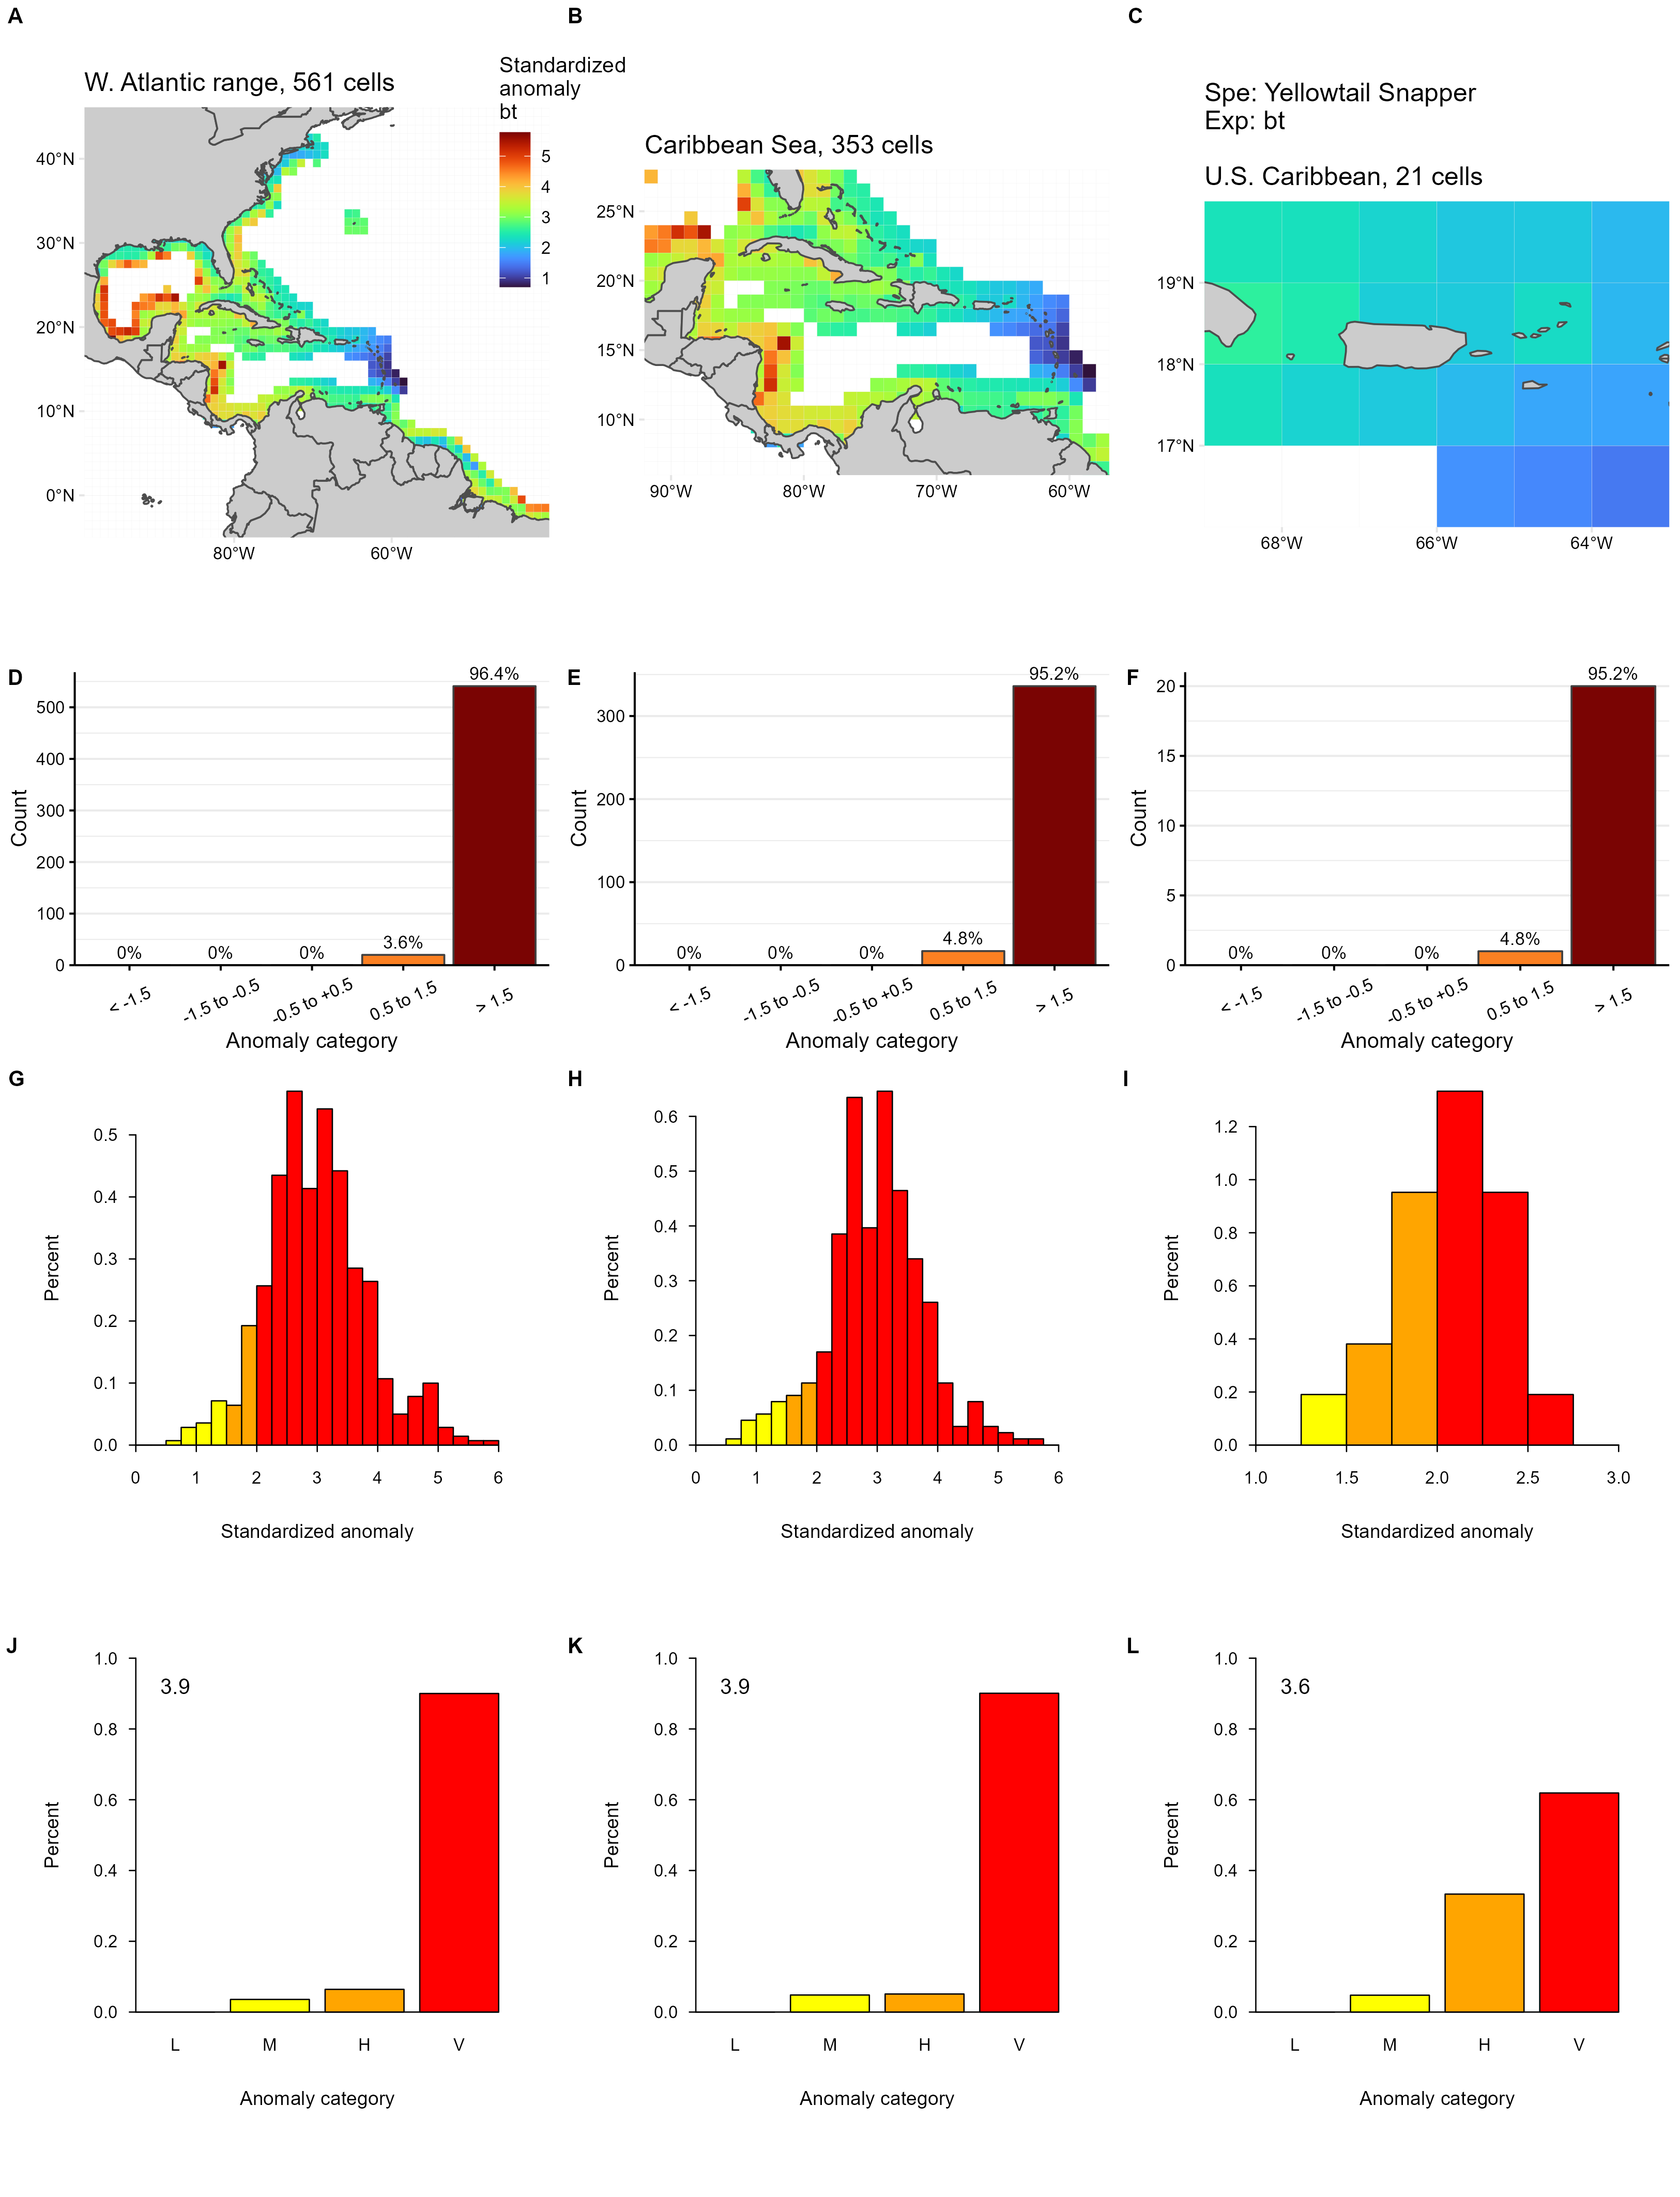 A
B
C
W. Atlantic range, 561 cells
Standardized
anomaly
bt
5
4
3
2
1
40°N
30°N
20°N
10°N
0°N
80°W
60°W
Caribbean Sea, 353 cells
25°N
20°N
15°N
10°N
90°W
80°W
70°W
60°W
Spe: Yellowtail Snapper
Exp: bt
U.S. Caribbean, 21 cells
19°N
18°N
17°N
68°W
66°W
64°W
D
Count
500
400
300
200
100
0
0%
0%
0%
3.6%
96.4%
< -1.5
-1.5 to -0.5
-0.5 to +0.5
0.5 to 1.5
> 1.5
Anomaly category
E
Count
300
200
100
0
0%
0%
0%
4.8%
95.2%
< -1.5
-1.5 to -0.5
-0.5 to +0.5
0.5 to 1.5
> 1.5
Anomaly category
F
Count
20
15
10
5
0
0%
0%
0%
4.8%
95.2%
< -1.5
-1.5 to -0.5
-0.5 to +0.5
0.5 to 1.5
> 1.5
Anomaly category
G
Percent
0.5
0.4
0.3
0.2
0.1
0.0
0
1
2
3
4
5
6
Standardized anomaly
H
Percent
0.6
0.5
0.4
0.3
0.2
0.1
0.0
0
1
2
3
4
5
6
Standardized anomaly
I
Percent
1.2
1.0
0.8
0.6
0.4
0.2
0.0
1.0
1.5
2.0
2.5
3.0
Standardized anomaly
J
Percent
1.0
0.8
0.6
0.4
0.2
0.0
3.9
L
M
H
V
Anomaly category
K
Percent
1.0
0.8
0.6
0.4
0.2
0.0
3.9
L
M
H
V
Anomaly category
L
Percent
1.0
0.8
0.6
0.4
0.2
0.0
3.6
L
M
H
V
Anomaly category